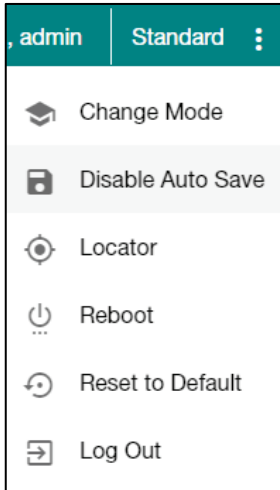 , admin Standard
Change Mode
Disable Auto Save
Locator
Reboot
Reset to Default
Log Out